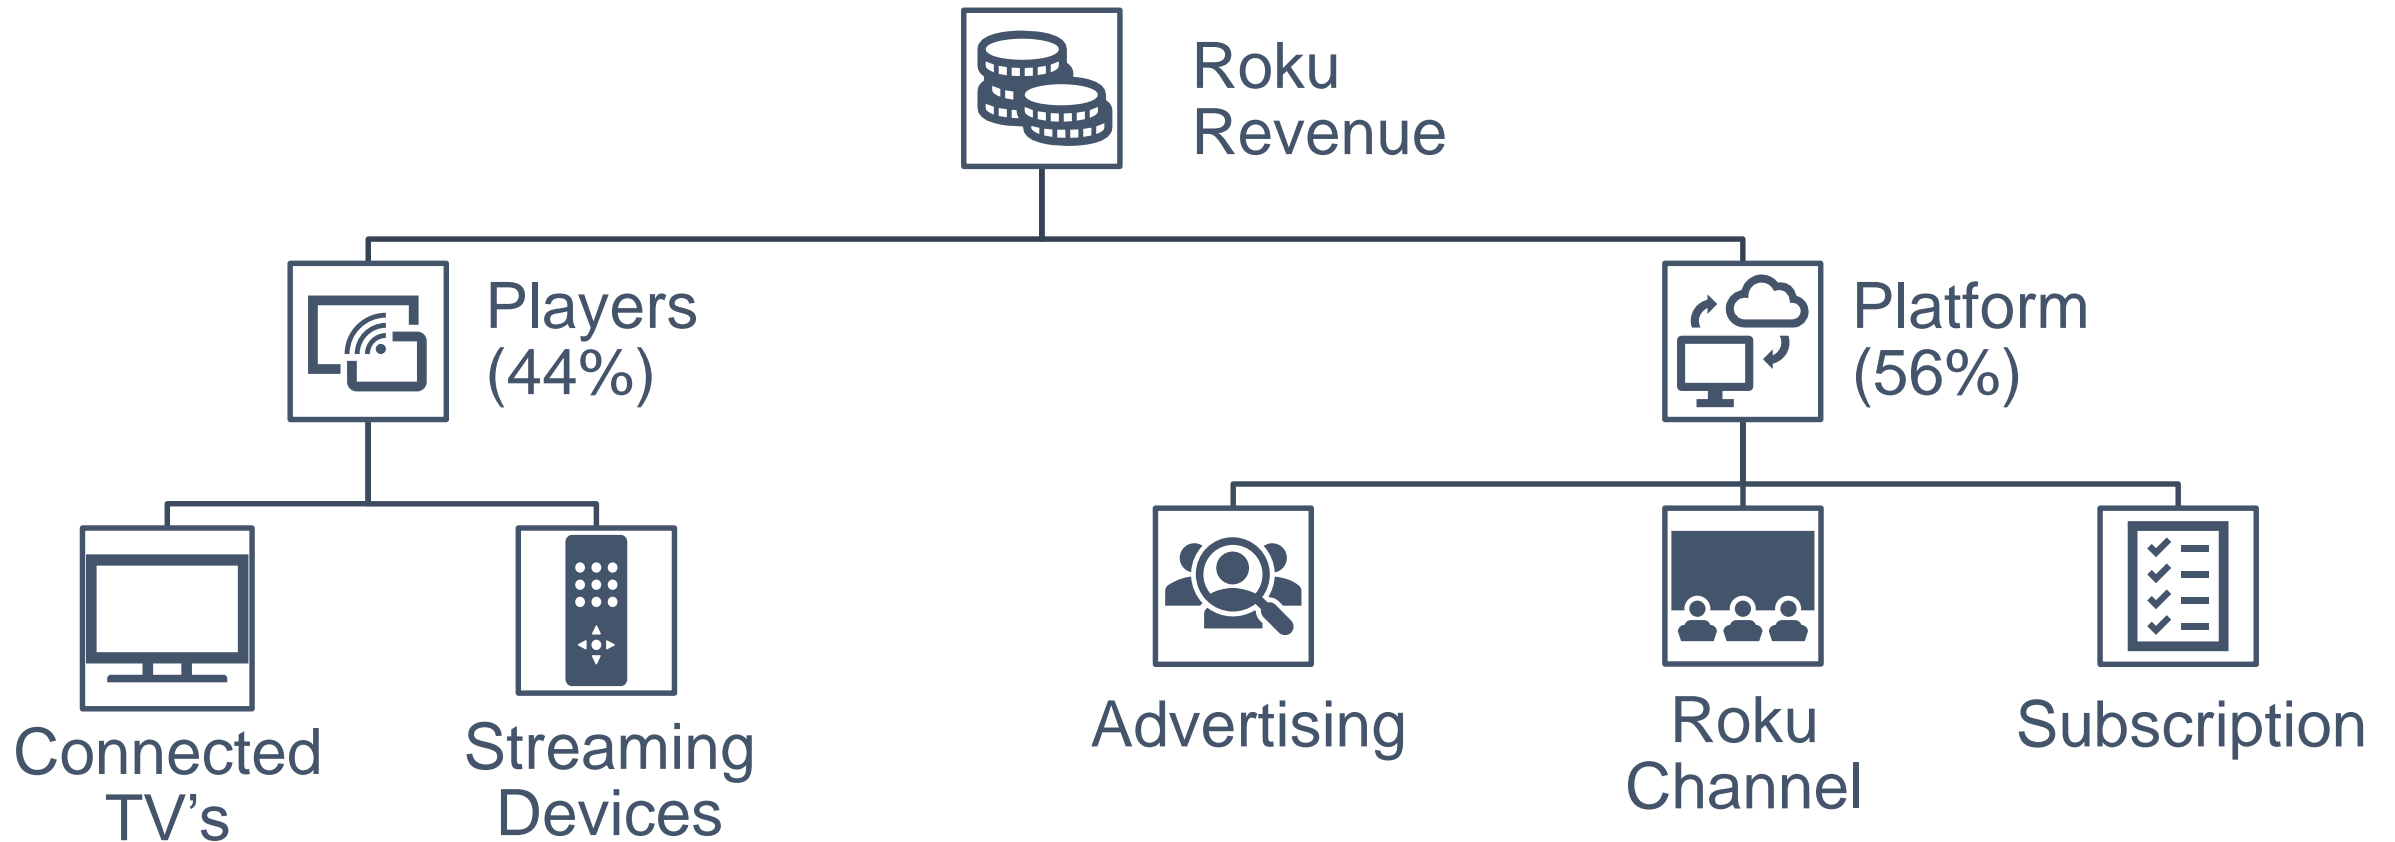 Roku
Revenue
Players
(44%)
Platform
(56%)
Connected
TV’s
Streaming
Devices
Advertising
Roku
Channel
Subscription